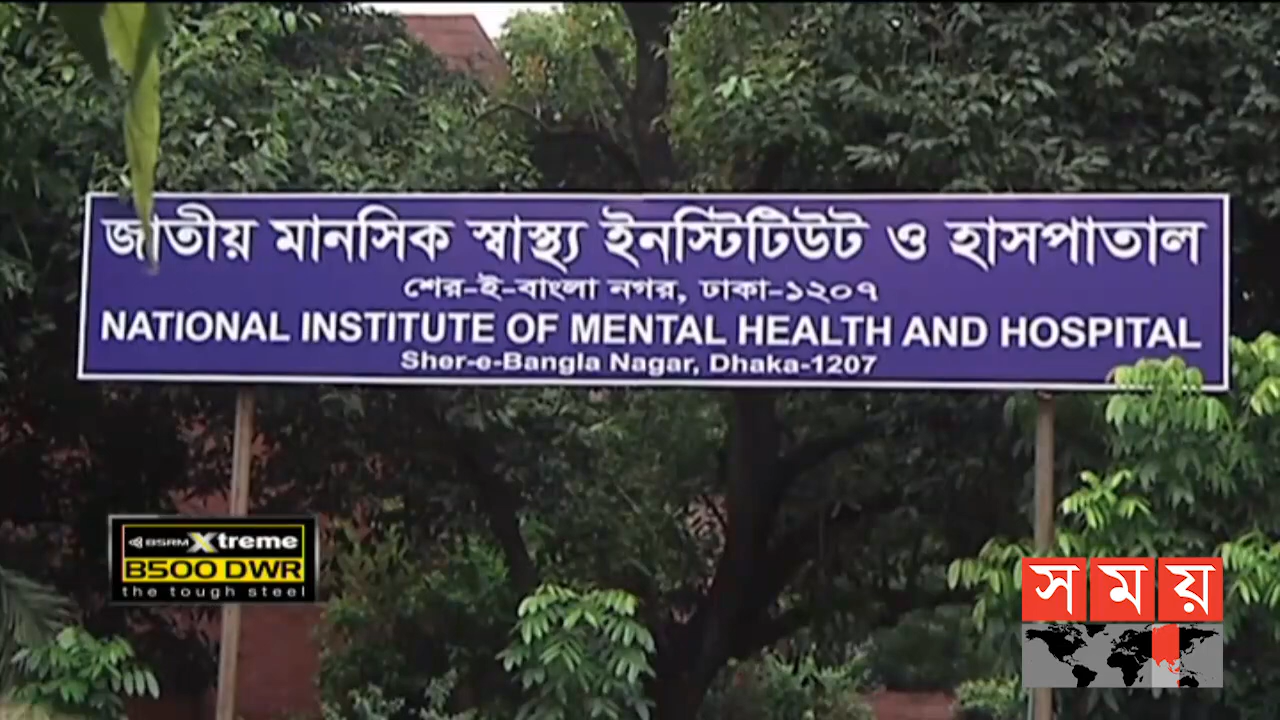 জাতীয় মানসিক স্বাস্থ্য ইনস্টিটিউট ও হাসপাতাল
শের-ই-বাংলা নগর, ঢাকা-১২০৭
NATIONAL INSTITUTE OF MENTAL HEALTH AND HOSPITAL
Sher-e-Bangla Nagar, Dhaka-1207
BSRM Xtreme
B500 DWR
the tough steel
সময়